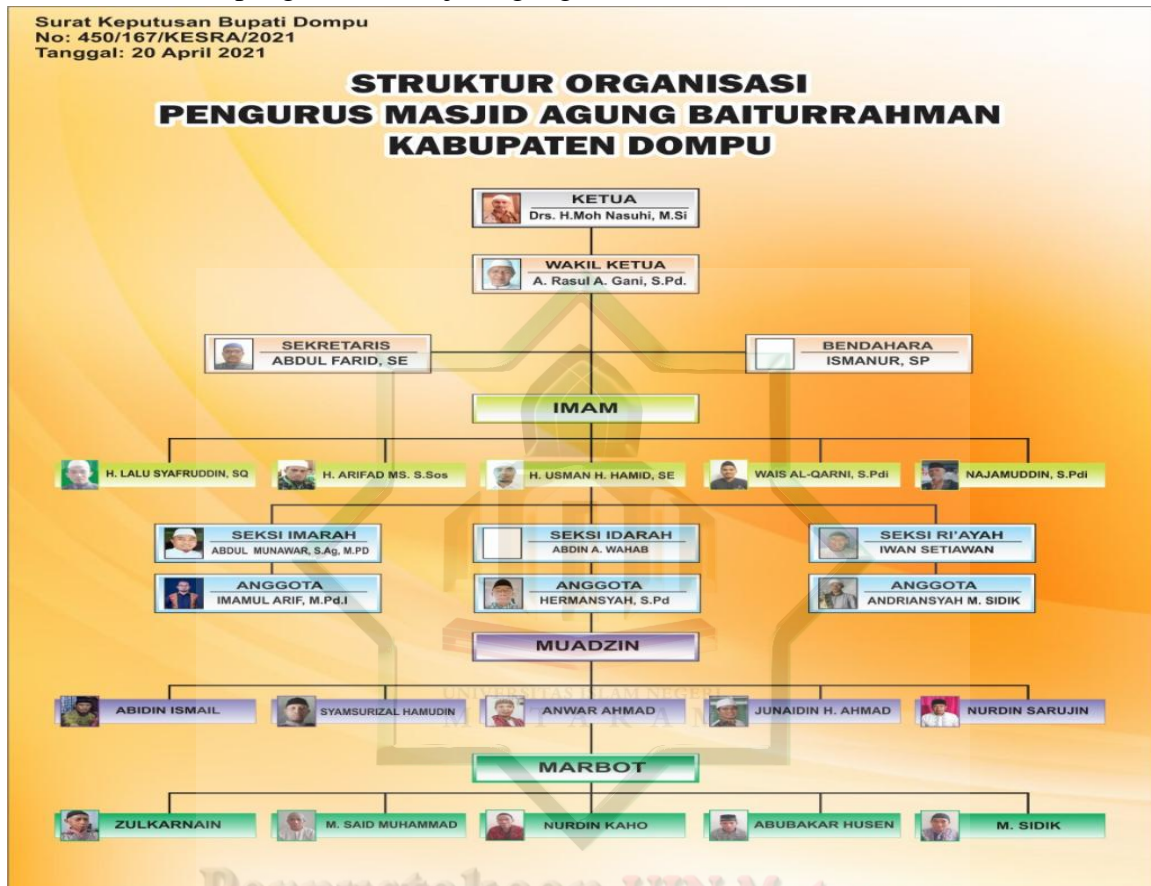 Surat Keputusan Bupati Dompu
No: 450/167/KESRA/2021
Tanggal: 20 April 2021
STRUKTUR ORGANISASI
PENGURUS MASJID AGUNG BAITURRAHMAN
KABUPATEN DOMPU
KETUA
Drs. H.Moh Nasuhi, M.Si
WAKIL KETUA
A. Rasul A. Gani, S.Pd.
SEKRETARIS
ABDUL FARID, SE
BENDAHARA
ISMANUR, SP
IMAM
H. LALU SYAFRUDDIN, SQ
H. ARIFAD MS. S.Sos
H. USMAN H. HAMID, SE
WAIS AL-QARNI, S.Pdi
NAJAMUDDIN, S.Pdi
SEKSI IMARAH
ABDUL MUNAWAR, S.Ag, M.PD
SEKSI IDARAH
ABDIN A. WAHAB
SEKSI RI'AYAH
IWAN SETIAWAN
ANGGOTA
IMAMUL ARIF, M.Pd.I
ANGGOTA
HERMANSYAH, S.Pd
ANGGOTA
ANDRIANSYAH M. SIDIK
MUADZIN
UNIVERSITAS ISLAM NEGERI
MATARAM
ABIDIN ISMAIL
SYAMSURIZAL HAMUDIN
ANWAR AHMAD
JUNAIDIN H. AHMAD
NURDIN SARUJIN
MARBOT
ZULKARNAIN
M. SAID MUHAMMAD
NURDIN KAHO
ABUBAKAR HUSEN
M. SIDIK